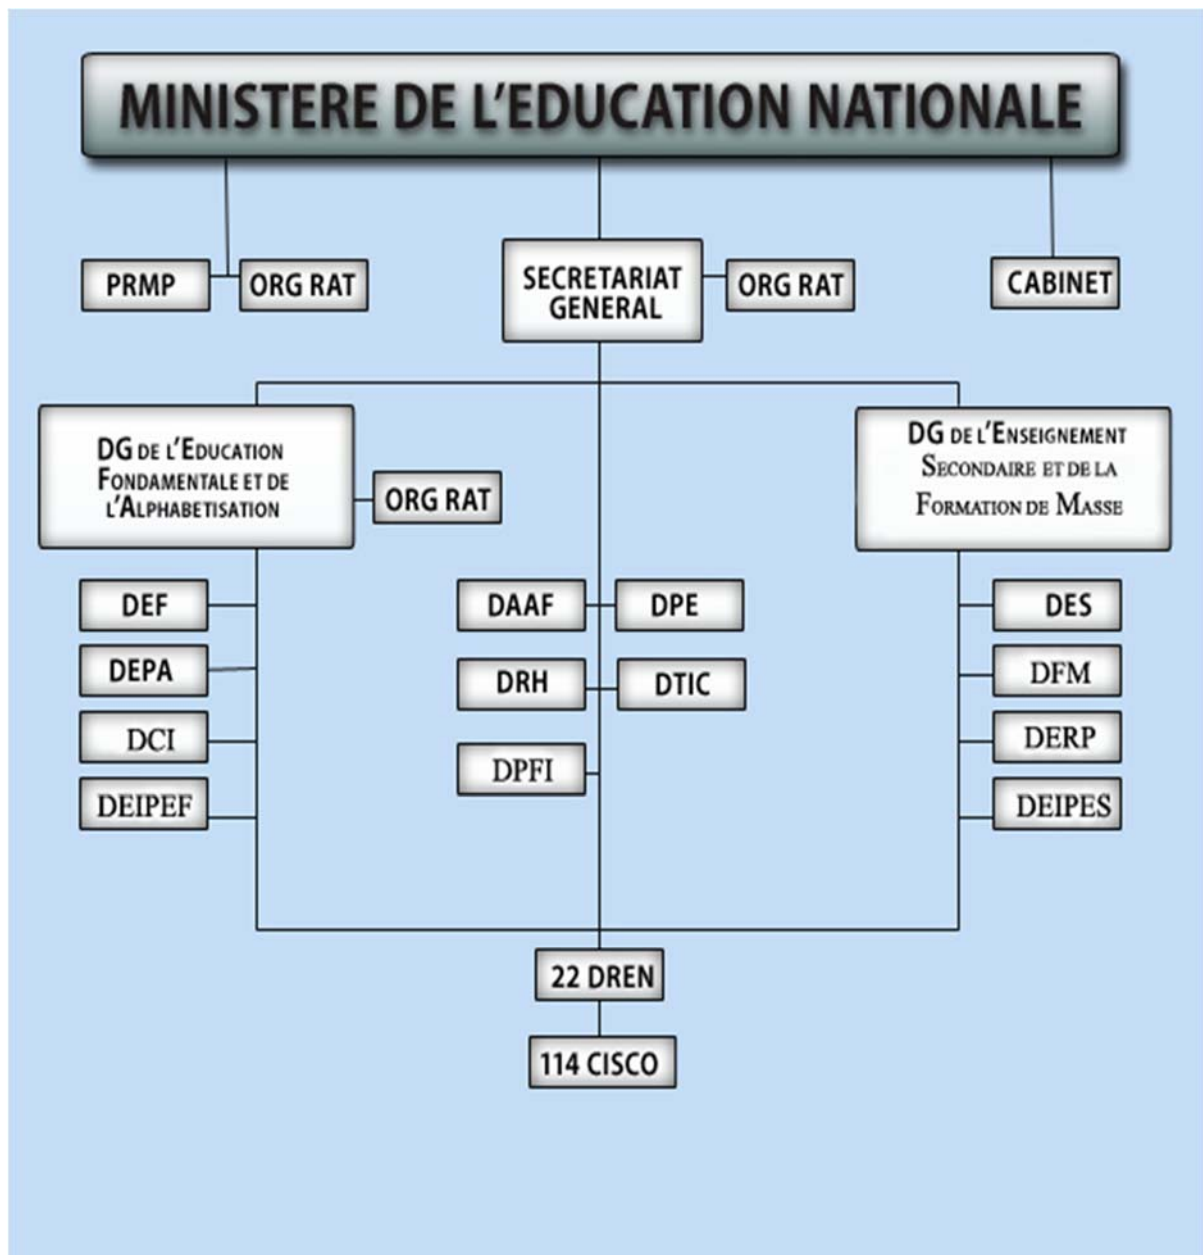 MINISTERE DE L'EDUCATION NATIONALE
PRMP
ORG RAT
SECRETARIAT
GENERAL
ORG RAT
CABINET
DG DE L'EDUCATION
FONDAMENTALE ET DE
L'ALPHABETISATION
ORG RAT
DG DE L'ENSEIGNEMENT
SECONDAIRE ET DE LA
FORMATION DE MASSE
DEF
DEPA
DCI
DEIPEF
DAAF
DPE
DRH
DTIC
DPFI
DES
DFM
DERP
DEIPES
22 DREN
114 CISCO